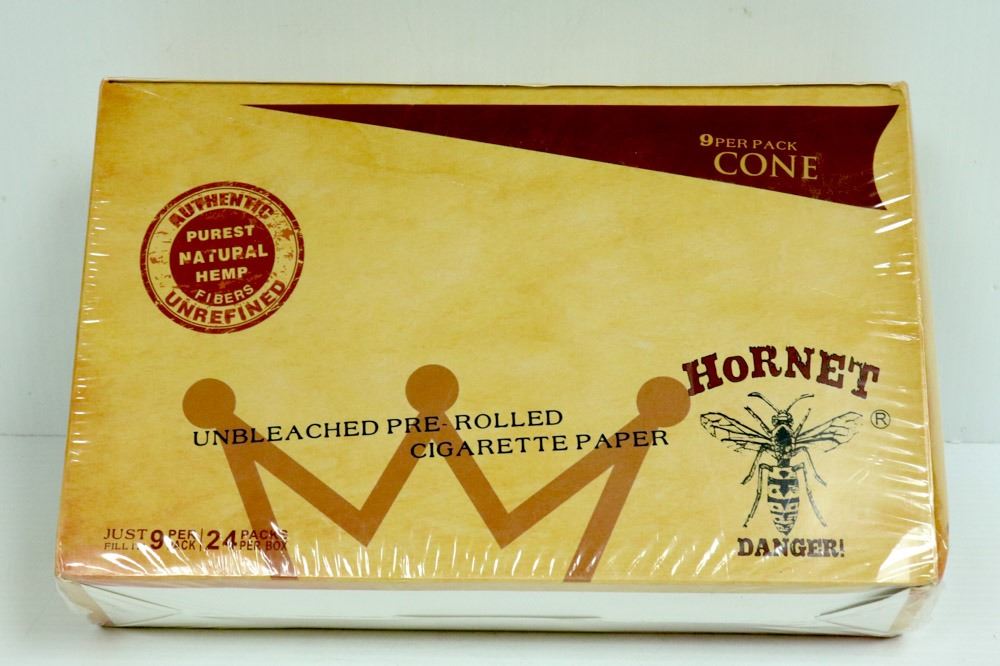 9 PER PACK
CONE
AUTHENTIC
PUREST
NATURAL
HEMP
FIBERS
UNREFINED
HORNET
®
DANGER!
UNBLEACHED PRE-ROLLED
CIGARETTE PAPER
JUST 9 PER 24 PACKS
FILL PACK PER BOX